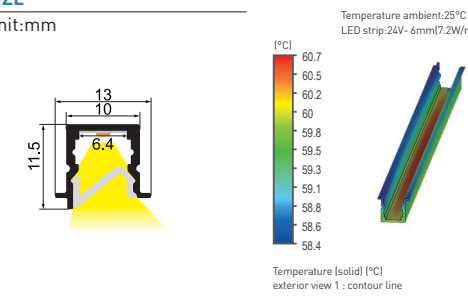 nit:mm
Temperature ambient:25°C
LED strip:24V- 6mm(7.2W/
13
10
6.4
11.5
(°C)
60.7
60.5
60.2
60
59.8
59.5
59.3
59.1
58.8
58.6
58.4
Temperature (solid) (°C)
exterior view 1 : contour line